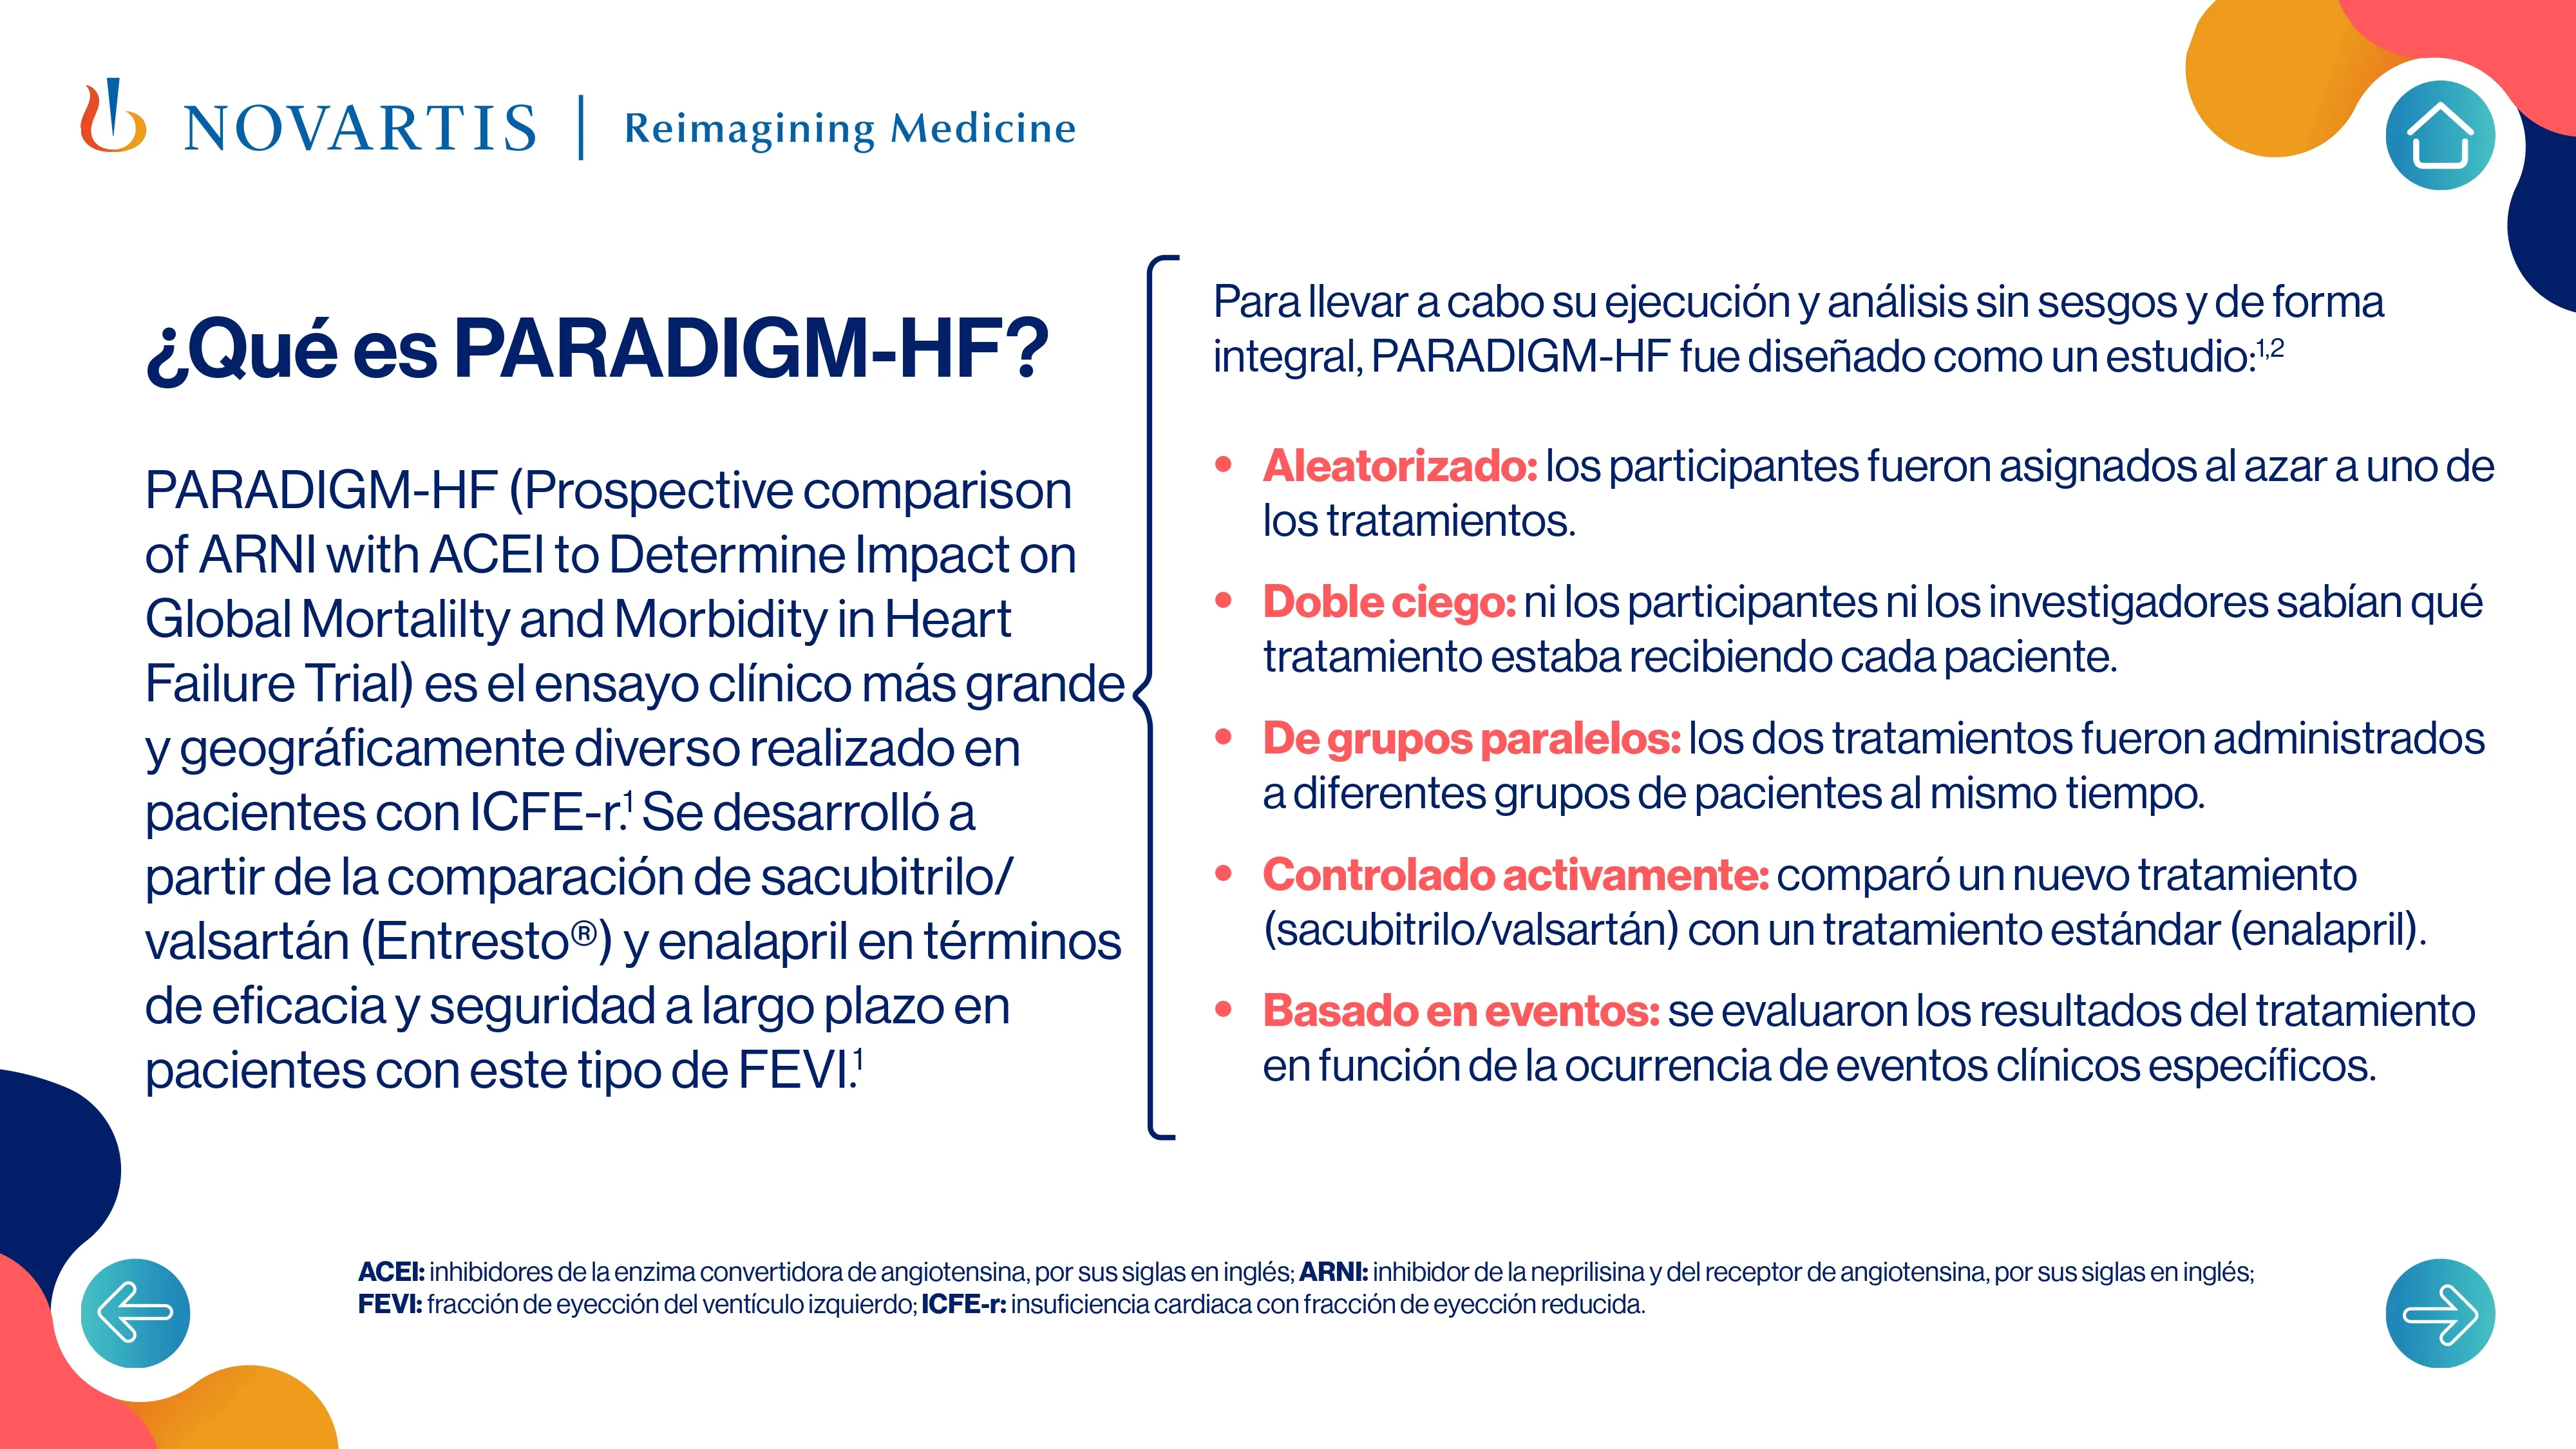 NOVARTIS | Reimagining Medicine
¿Qué es PARADIGM-HF?
PARADIGM-HF (Prospective comparison
of ARNI with ACEI to Determine Impact on
Global Mortalilty and Morbidity in Heart
Failure Trial) es el ensayo clínico más grande
y geográficamente diverso realizado en
pacientes con ICFE-r.¹ Se desarrolló a
partir de la comparación de sacubitrilo/
valsartán (Entresto®) y enalapril en términos
de eficacia y seguridad a largo plazo en
pacientes con este tipo de FEVI.¹
Para llevar a cabo su ejecución y análisis sin sesgos y de forma
integral, PARADIGM-HF fue diseñado como un estudio:¹,²
• Aleatorizado: los participantes fueron asignados al azar a uno de
los tratamientos.
• Doble ciego: ni los participantes ni los investigadores sabían qué
tratamiento estaba recibiendo cada paciente.
• De grupos paralelos: los dos tratamientos fueron administrados
a diferentes grupos de pacientes al mismo tiempo.
• Controlado activamente: comparó un nuevo tratamiento
(sacubitrilo/valsartán) con un tratamiento estándar (enalapril).
• Basado en eventos: se evaluaron los resultados del tratamiento
en función de la ocurrencia de eventos clínicos específicos.
ACEI: inhibidores de la enzima convertidora de angiotensina, por sus siglas en inglés; ARNI: inhibidor de la neprilisina y del receptor de angiotensina, por sus siglas en inglés;
FEVI: fracción de eyección del ventículo izquierdo; ICFE-r: insuficiencia cardiaca con fracción de eyección reducida.